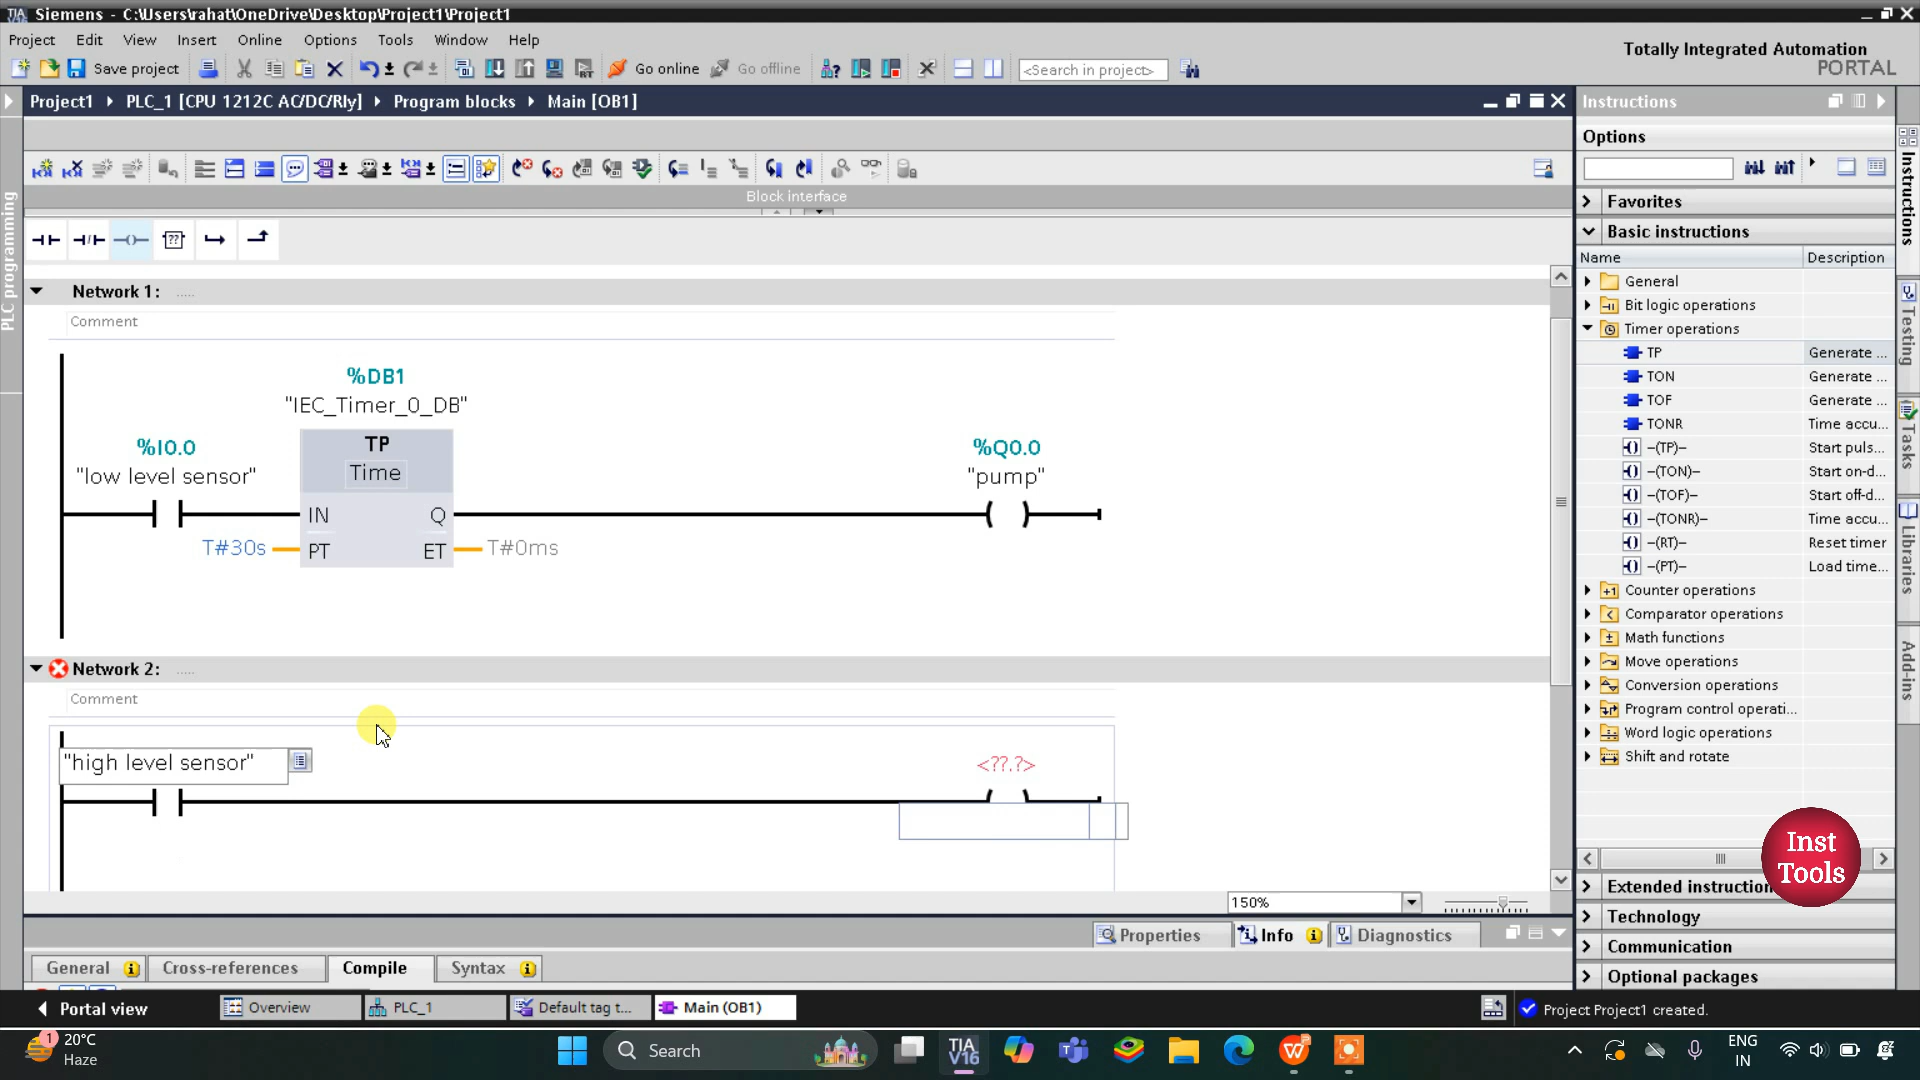 Siemens - C:\Users\rahat\OneDrive\Desktop\Project1\Project1
Project Edit View Insert Online Options Tools Window Help
Save project Go online Go offline <Search in project>
Totally Integrated Automation
PORTAL
Project1 PLC_1 [CPU 1212C AC/DC/Rly] Program blocks Main [OB1]
PLC programming
Block interface
Network 1: .....
Comment
%DB1
"IEC_Timer_0_DB"
TP
Time
%I0.0
"low level sensor"
%Q0.0
"pump"
IN Q
T#30s PT ET T#0ms
Network 2: .....
Comment
"high level sensor"
<??.?>
150%
Properties Info Diagnostics
General Cross-references Compile Syntax
Instructions
Options
Favorites
Basic instructions
Name Description
General
Bit logic operations
Timer operations
TP Generate ...
TON Generate ...
TOF Generate ...
TONR Time accu...
-(TP)- Start puls...
-(TON)- Start on-d...
-(TOF)- Start off-d...
-(TONR)- Time accu...
-(RT)- Reset timer
-(PT)- Load time...
Counter operations
Comparator operations
Math functions
Move operations
Conversion operations
Program control operati...
Word logic operations
Shift and rotate
Extended instruction
Technology
Communication
Optional packages
Inst
Tools
Instructions
Testing
Tasks
Libraries
Add-ins
Portal view Overview PLC_1 Default tag t... Main (OB1) Project Project1 created.
1
20°C
Haze
Search
TIA
V16
ENG
IN